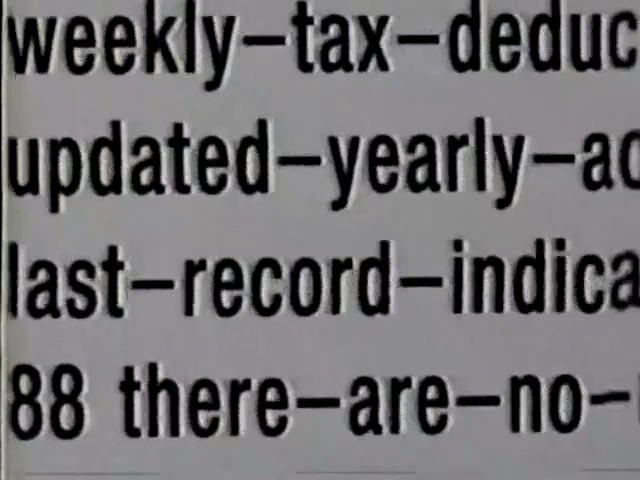 weekly-tax-deduc
updated-yearly-ac
last-record-indica
88 there-are-no-